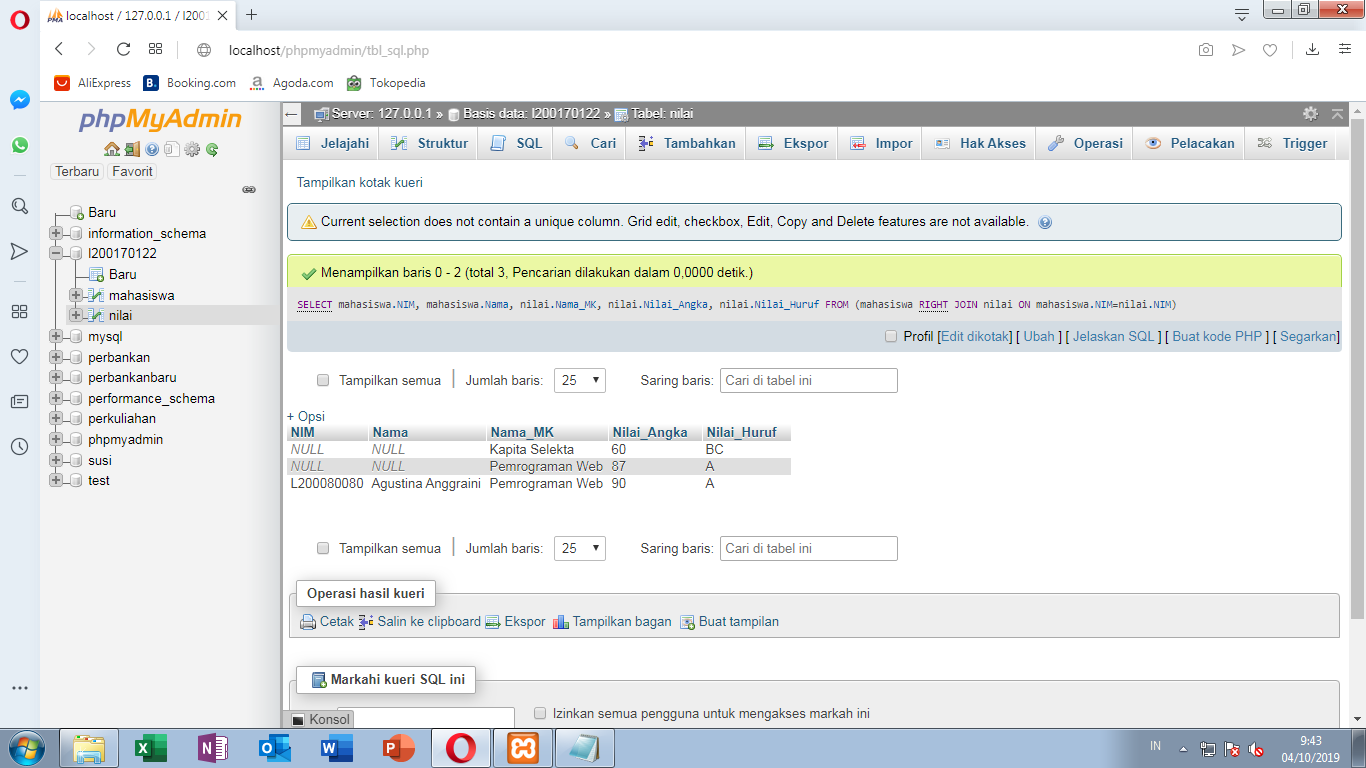 localhost / 127.0.0.1 / l2001
localhost/phpmyadmin/tbl_sql.php
AliExpress Booking.com Agoda.com Tokopedia
phpMyAdmin
Terbaru Favorit
Baru
information_schema
l200170122
Baru
mahasiswa
nilai
mysql
perbankan
perbankanbaru
performance_schema
perkuliahan
phpmyadmin
susi
test
Server: 127.0.0.1 » Basis data: l200170122 » Tabel: nilai
Jelajahi Struktur SQL Cari Tambahkan Ekspor Impor Hak Akses Operasi Pelacakan Trigger
Tampilkan kotak kueri
Current selection does not contain a unique column. Grid edit, checkbox, Edit, Copy and Delete features are not available.
Menampilkan baris 0 - 2 (total 3, Pencarian dilakukan dalam 0,0000 detik.)
SELECT mahasiswa.NIM, mahasiswa.Nama, nilai.Nama_MK, nilai.Nilai_Angka, nilai.Nilai_Huruf FROM (mahasiswa RIGHT JOIN nilai ON mahasiswa.NIM=nilai.NIM)
Profil [Edit dikotak] [ Ubah ] [ Jelaskan SQL ] [ Buat kode PHP ] [ Segarkan]
Tampilkan semua | Jumlah baris: 25 Saring baris: Cari di tabel ini
+ Opsi
NIM Nama Nama_MK Nilai_Angka Nilai_Huruf
NULL NULL Kapita Selekta 60 BC
NULL NULL Pemrograman Web 87 A
L200080080 Agustina Anggraini Pemrograman Web 90 A
Tampilkan semua | Jumlah baris: 25 Saring baris: Cari di tabel ini
Operasi hasil kueri
Cetak Salin ke clipboard Ekspor Tampilkan bagan Buat tampilan
Markahi kueri SQL ini
Konsol
Izinkan semua pengguna untuk mengakses markah ini
IN
9:43
04/10/2019